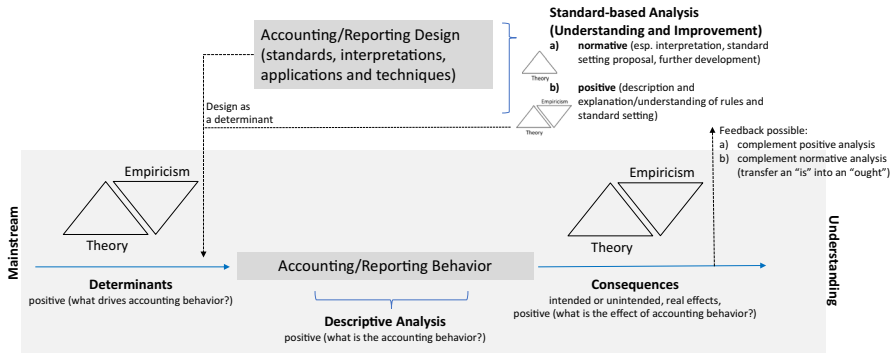 Accounting/Reporting Design
(standards, interpretations,
applications and techniques)
Standard-based Analysis
(Understanding and Improvement)
a) normative (esp. interpretation, standard
setting proposal, further development)
Theory
b) positive (description and
explanation/understanding of rules and
standard setting)
Empiricism
Theory
Design as
a determinant
Feedback possible:
a) complement positive analysis
b) complement normative analysis
(transfer an “is” into an “ought”)
Mainstream
Empiricism
Theory
Determinants
positive (what drives accounting behavior?)
Accounting/Reporting Behavior
Descriptive Analysis
positive (what is the accounting behavior?)
Empiricism
Theory
Consequences
intended or unintended, real effects,
positive (what is the effect of accounting behavior?)
Understanding